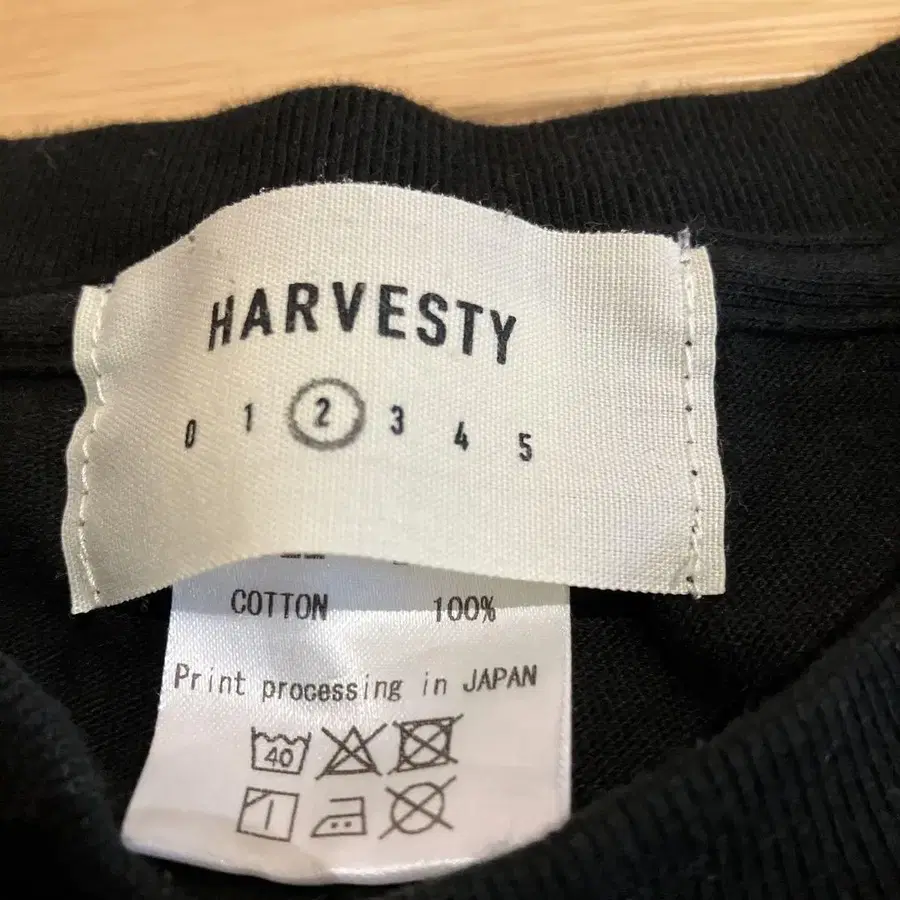 HARVESTY
0 1 2 3 4 5
COTTON 100%
Print processing in JAPAN
40